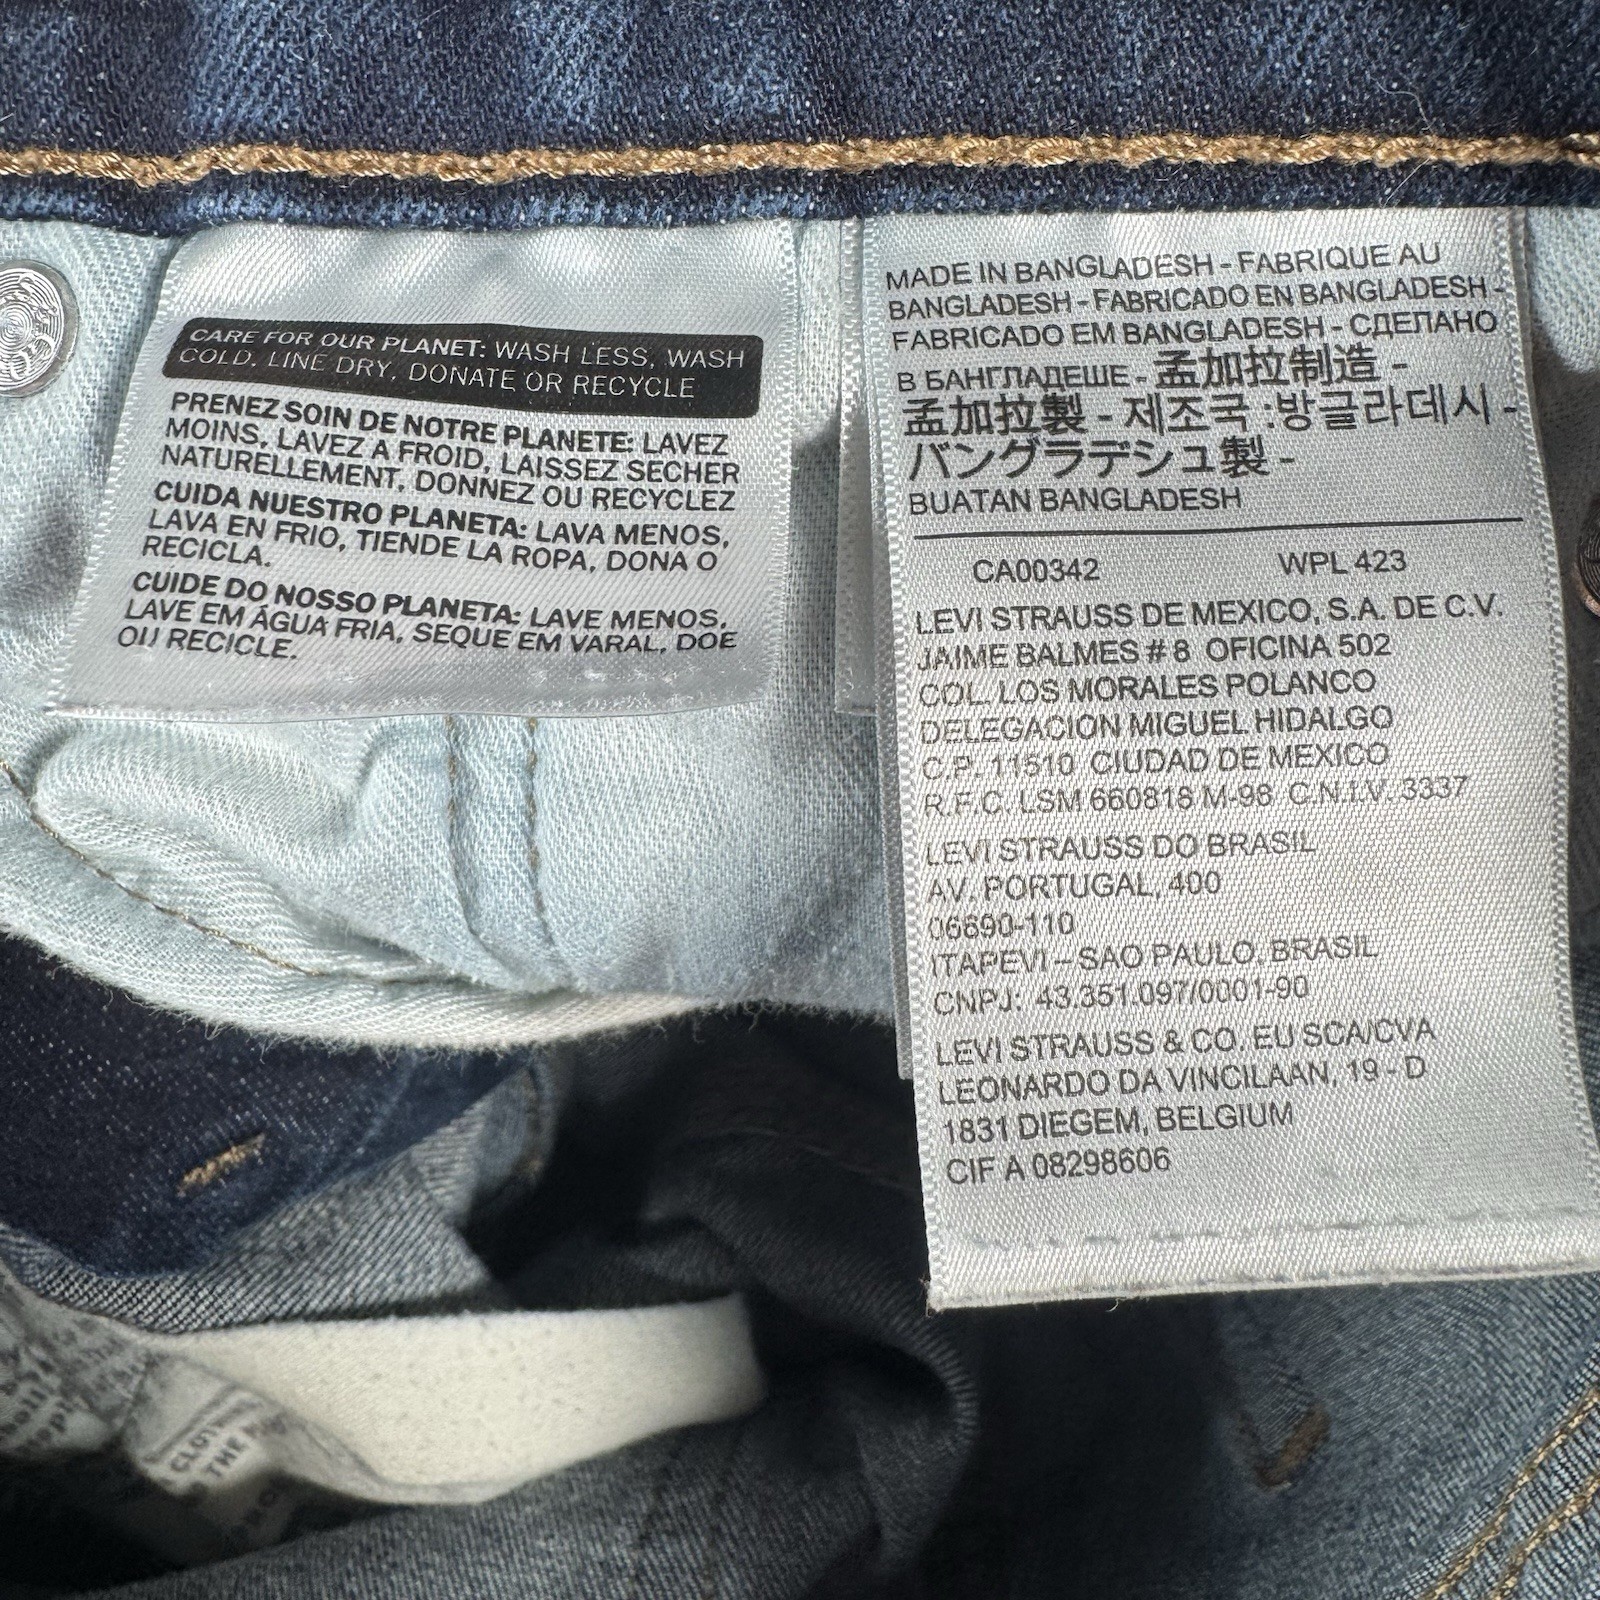 CARE FOR OUR PLANET: WASH LESS, WASH
COLD, LINE DRY, DONATE OR RECYCLE
PRENEZ SOIN DE NOTRE PLANETE: LAVEZ
MOINS, LAVEZ A FROID, LAISSEZ SECHER
NATURELLEMENT, DONNEZ OU RECYCLEZ
CUIDA NUESTRO PLANETA: LAVA MENOS,
LAVA EN FRIO, TIENDE LA ROPA, DONA O
RECICLA.
CUIDE DO NOSSO PLANETA: LAVE MENOS,
LAVE EM ÁGUA FRIA, SEQUE EM VARAL, DOE
OU RECICLE.
MADE IN BANGLADESH - FABRIQUE AU
BANGLADESH - FABRICADO EN BANGLADESH -
FABRICADO EM BANGLADESH - СДЕЛАНО
В БАНГЛАДЕШЕ - 孟加拉制造 -
孟加拉製 - 제조국 :방글라데시 -
バングラデシュ製 -
BUATAN BANGLADESH
CA00342 WPL 423
LEVI STRAUSS DE MEXICO, S.A. DE C.V.
JAIME BALMES # 8 OFICINA 502
COL. LOS MORALES POLANCO
DELEGACION MIGUEL HIDALGO
C.P. 11510 CIUDAD DE MEXICO
R.F.C. LSM 660818 M-98 C.N.I.V. 3337
LEVI STRAUSS DO BRASIL
AV. PORTUGAL, 400
06690-110
ITAPEVI – SAO PAULO, BRASIL
CNPJ: 43.351.097/0001-90
LEVI STRAUSS & CO. EU SCA/CVA
LEONARDO DA VINCILAAN, 19 - D
1831 DIEGEM, BELGIUM
CIF A 08298606
CLOTHING
THE